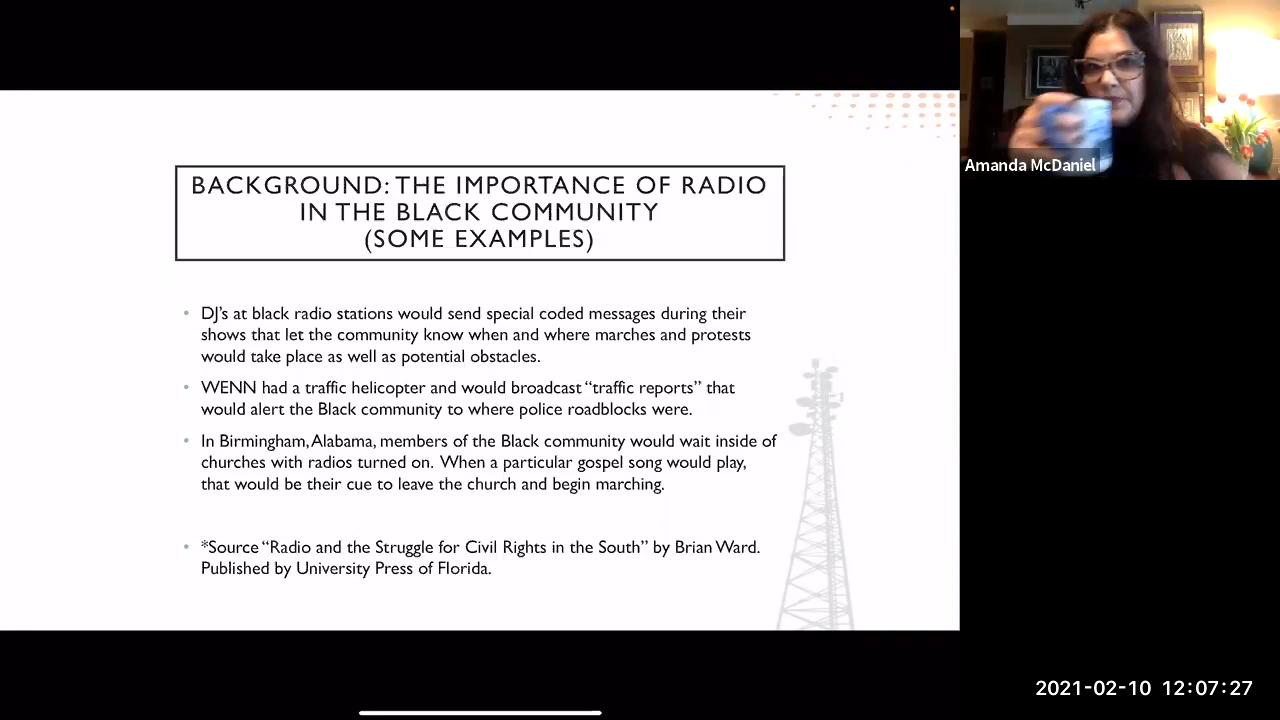 BACKGROUND: THE IMPORTANCE OF RADIO
IN THE BLACK COMMUNITY
(SOME EXAMPLES)
• DJ's at black radio stations would send special coded messages during their
shows that let the community know when and where marches and protests
would take place as well as potential obstacles.
• WENN had a traffic helicopter and would broadcast “traffic reports” that
would alert the Black community to where police roadblocks were.
• In Birmingham, Alabama, members of the Black community would wait inside of
churches with radios turned on. When a particular gospel song would play,
that would be their cue to leave the church and begin marching.
• *Source “Radio and the Struggle for Civil Rights in the South” by Brian Ward.
Published by University Press of Florida.
Amanda McDaniel
2021-02-10 12:07:27